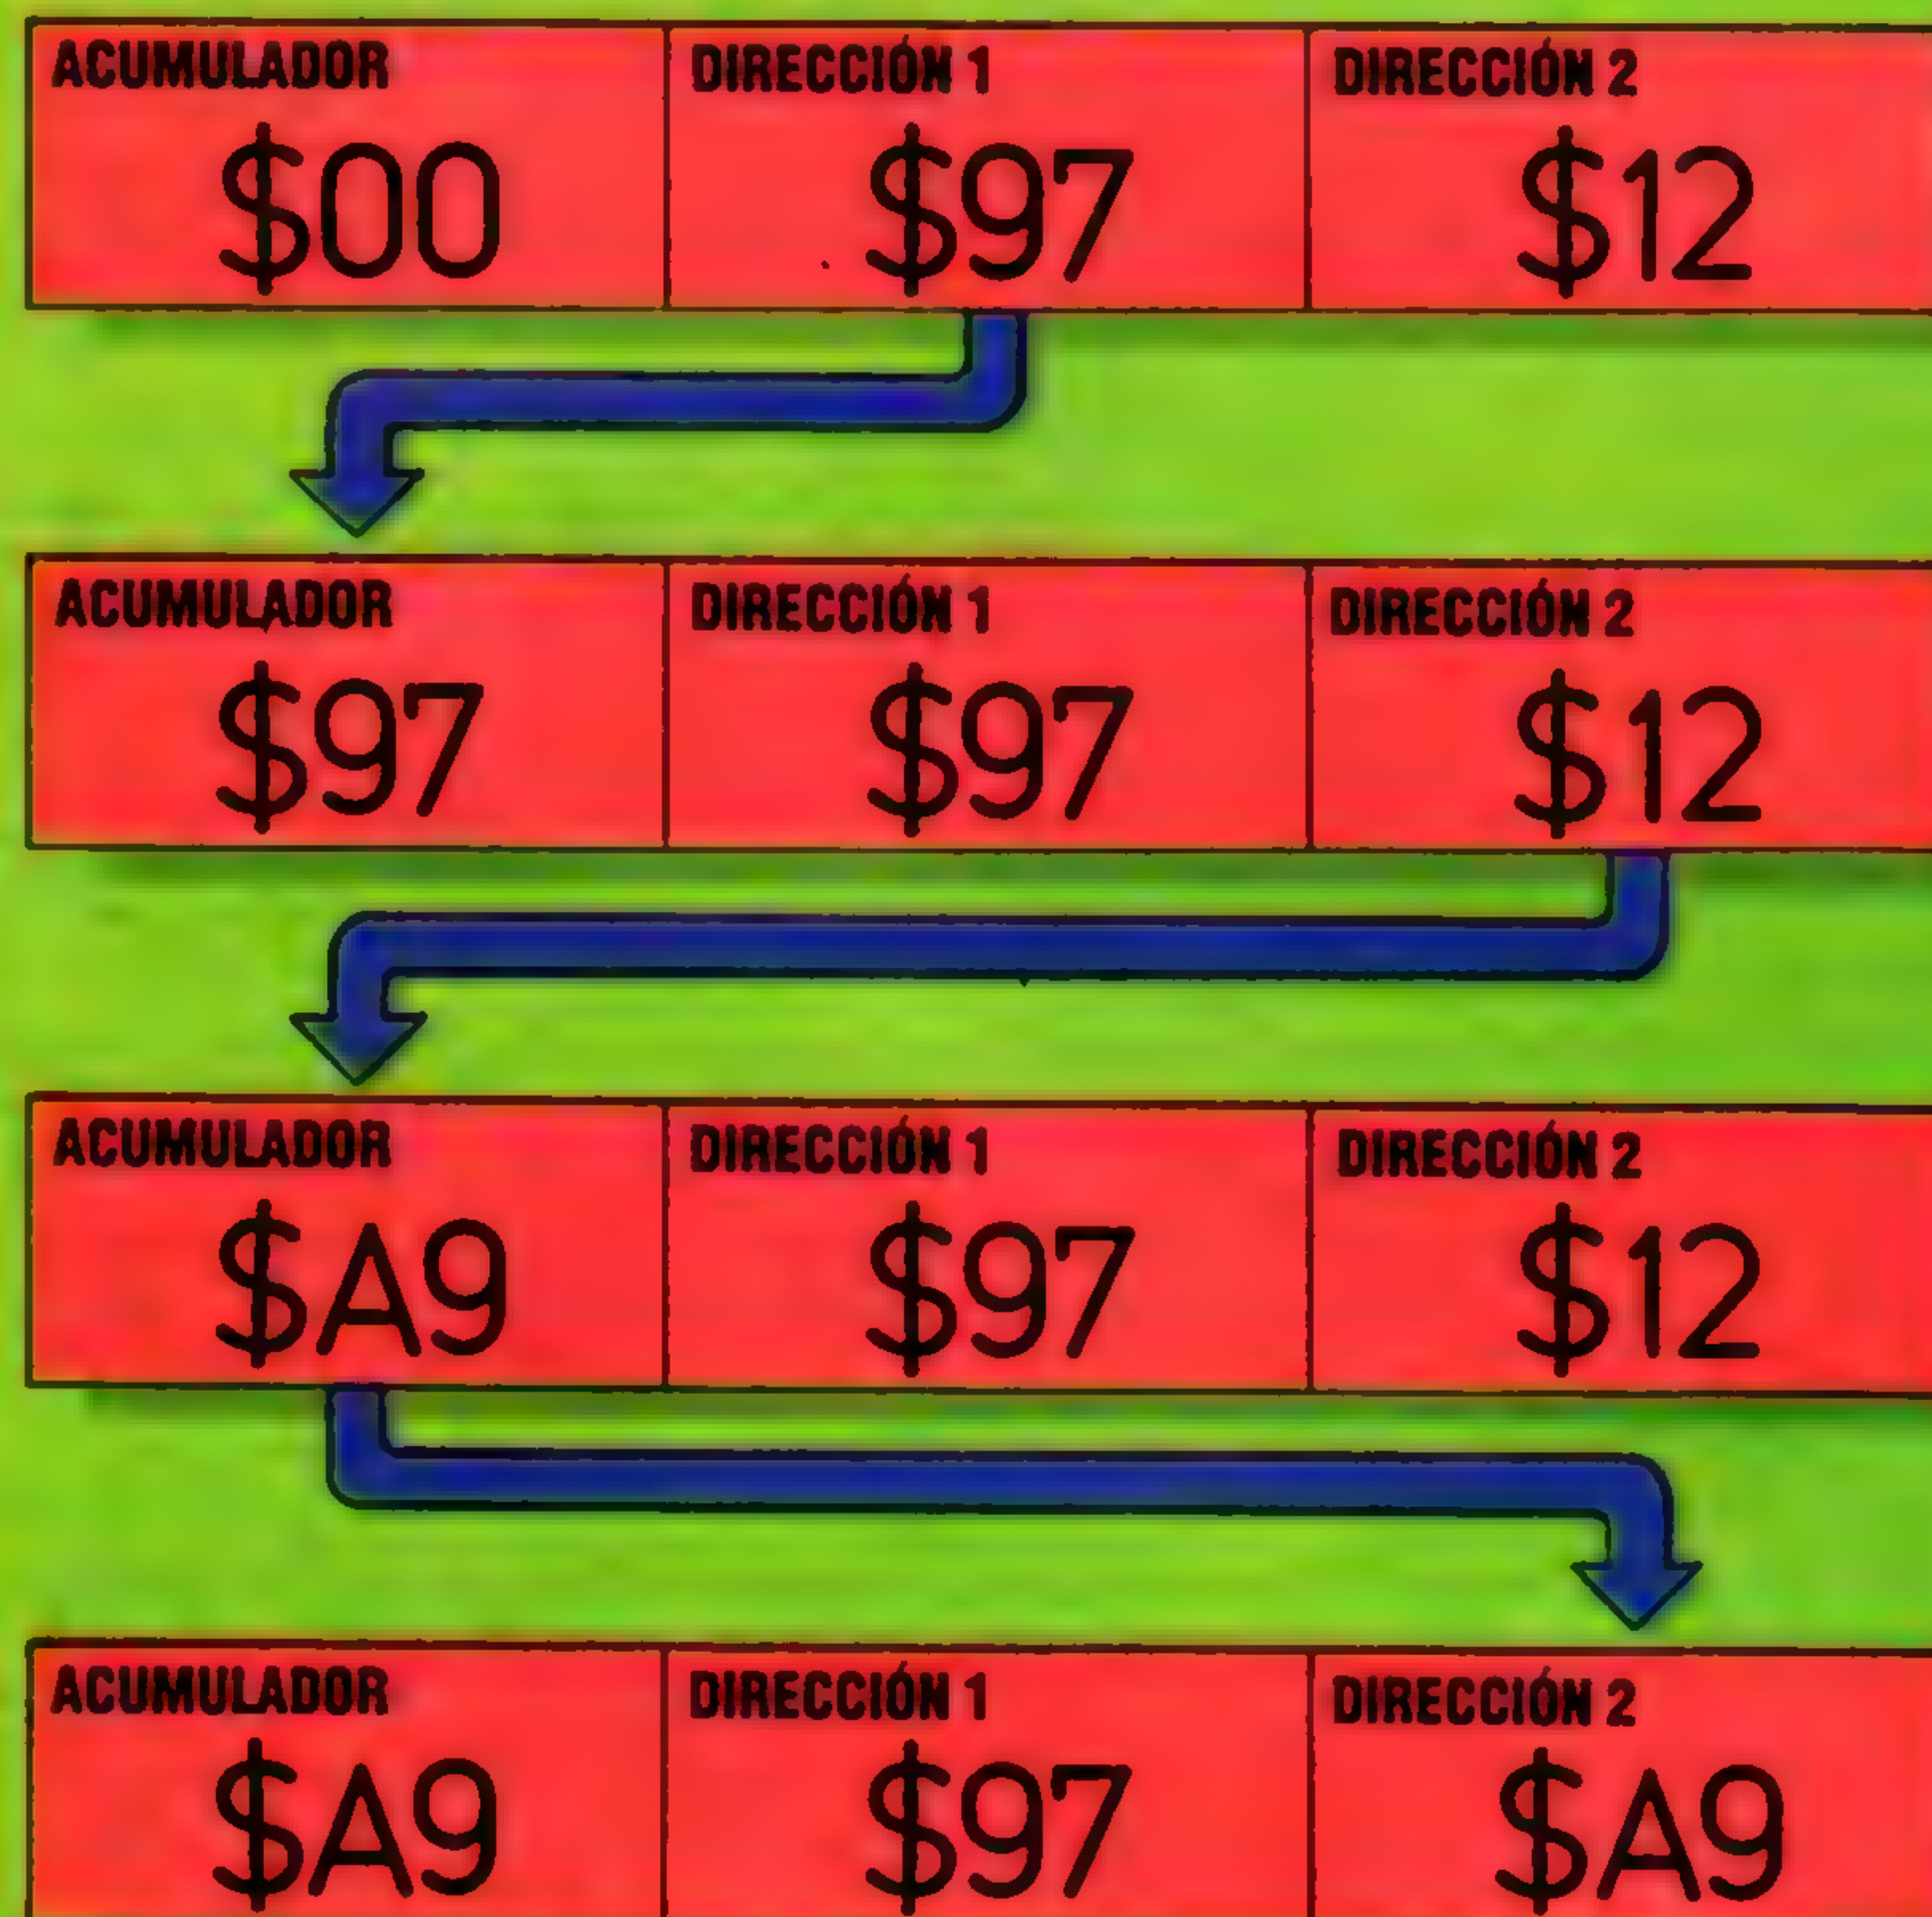 ACUMULADOR DIRECCIÓN 1 DIRECCIÓN 2
$00 $97 $12
ACUMULADOR DIRECCIÓN 1 DIRECCIÓN 2
$97 $97 $12
ACUMULADOR DIRECCIÓN 1 DIRECCIÓN 2
$A9 $97 $12
ACUMULADOR DIRECCIÓN 1 DIRECCIÓN 2
$A9 $97 $A9